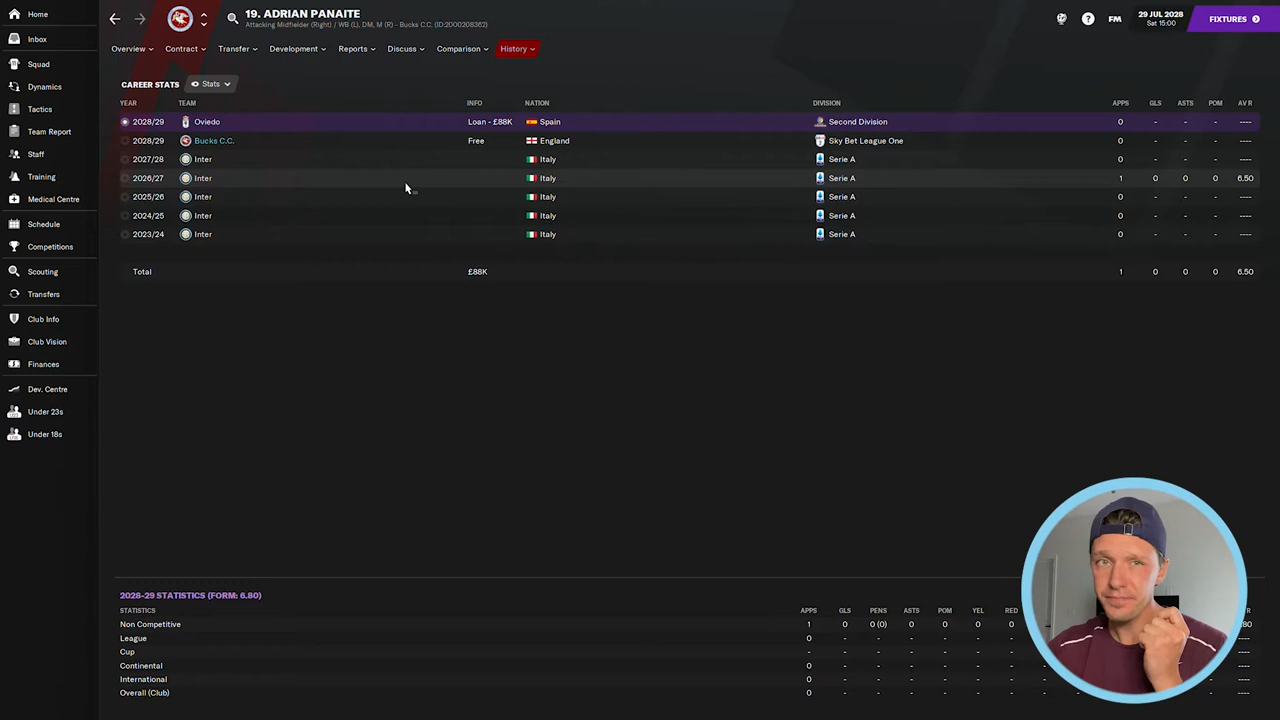 Home
Inbox
Squad
Dynamics
Tactics
Team Report
Staff
Training
Medical Centre
Schedule
Competitions
Scouting
Transfers
Club Info
Club Vision
Finances
Dev. Centre
Under 23s
Under 18s
19. ADRIAN PANAITE
Attacking Midfielder (Right) / WB (L), DM, M (R) - Bucks C.C. (ID:2000208362)
? FM 29 JUL 2028 FIXTURES
Sat 15:00
Overview Contract Transfer Development Reports Discuss Comparison History
CAREER STATS Stats
YEAR TEAM INFO NATION DIVISION APPS GLS ASTS POM AV R
2028/29 Oviedo Loan - £88K Spain Second Division 0 - - - ----
2028/29 Bucks C.C. Free England Sky Bet League One 0 - - - ----
2027/28 Inter Italy Serie A 0 - - - ----
2026/27 Inter Italy Serie A 1 0 0 0 6.50
2025/26 Inter Italy Serie A 0 - - - ----
2024/25 Inter Italy Serie A 0 - - - ----
2023/24 Inter Italy Serie A 0 - - - ----
Total £88K 1 0 0 0 6.50
2028-29 STATISTICS (FORM: 6.80)
STATISTICS APPS GLS PENS ASTS POM YEL RED R
Non Competitive 1 0 0 (0) 0 0 0 0 80
League 0 - - - - - - ----
Cup - - - - - - - ----
Continental 0 - - - - - - ----
International 0 - - - - - - ----
Overall (Club) 0 - - - - - - ----